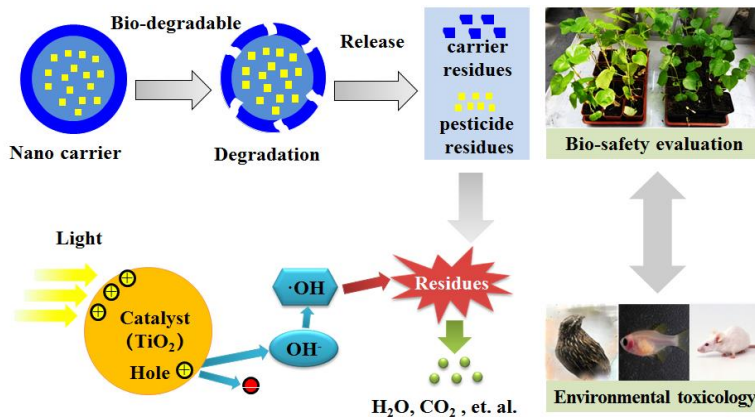 Bio-degradable
Release
carrier
residues
pesticide
residues
Nano carrier
Degradation
Bio-safety evaluation
Light
Catalyst
(TiO₂)
Hole
·OH
OH⁻
Residues
H₂O, CO₂ , et. al.
Environmental toxicology